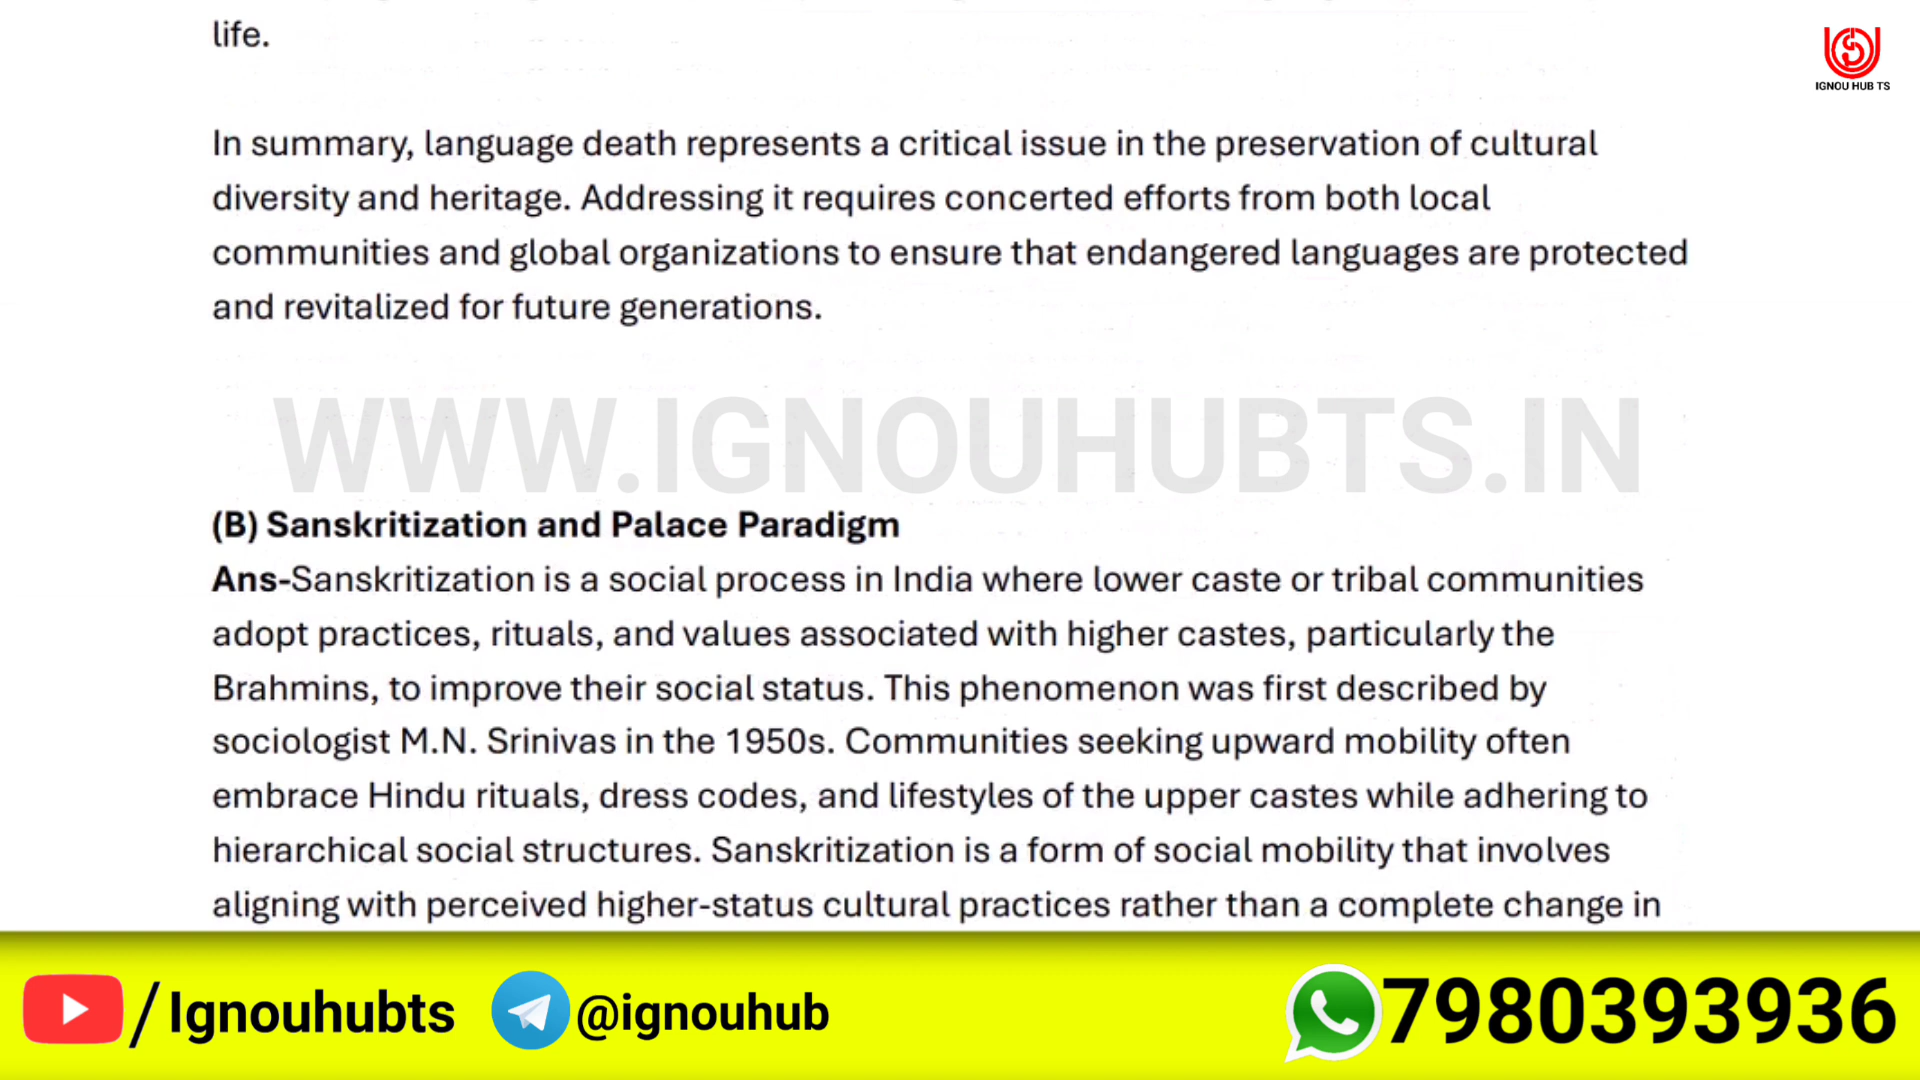 life.
IGNOU HUB TS
In summary, language death represents a critical issue in the preservation of cultural
diversity and heritage. Addressing it requires concerted efforts from both local
communities and global organizations to ensure that endangered languages are protected
and revitalized for future generations.
WWW.IGNOUHUBTS.IN
(B) Sanskritization and Palace Paradigm
Ans-Sanskritization is a social process in India where lower caste or tribal communities
adopt practices, rituals, and values associated with higher castes, particularly the
Brahmins, to improve their social status. This phenomenon was first described by
sociologist M.N. Srinivas in the 1950s. Communities seeking upward mobility often
embrace Hindu rituals, dress codes, and lifestyles of the upper castes while adhering to
hierarchical social structures. Sanskritization is a form of social mobility that involves
aligning with perceived higher-status cultural practices rather than a complete change in
/Ignouhubts @ignouhub 7980393936